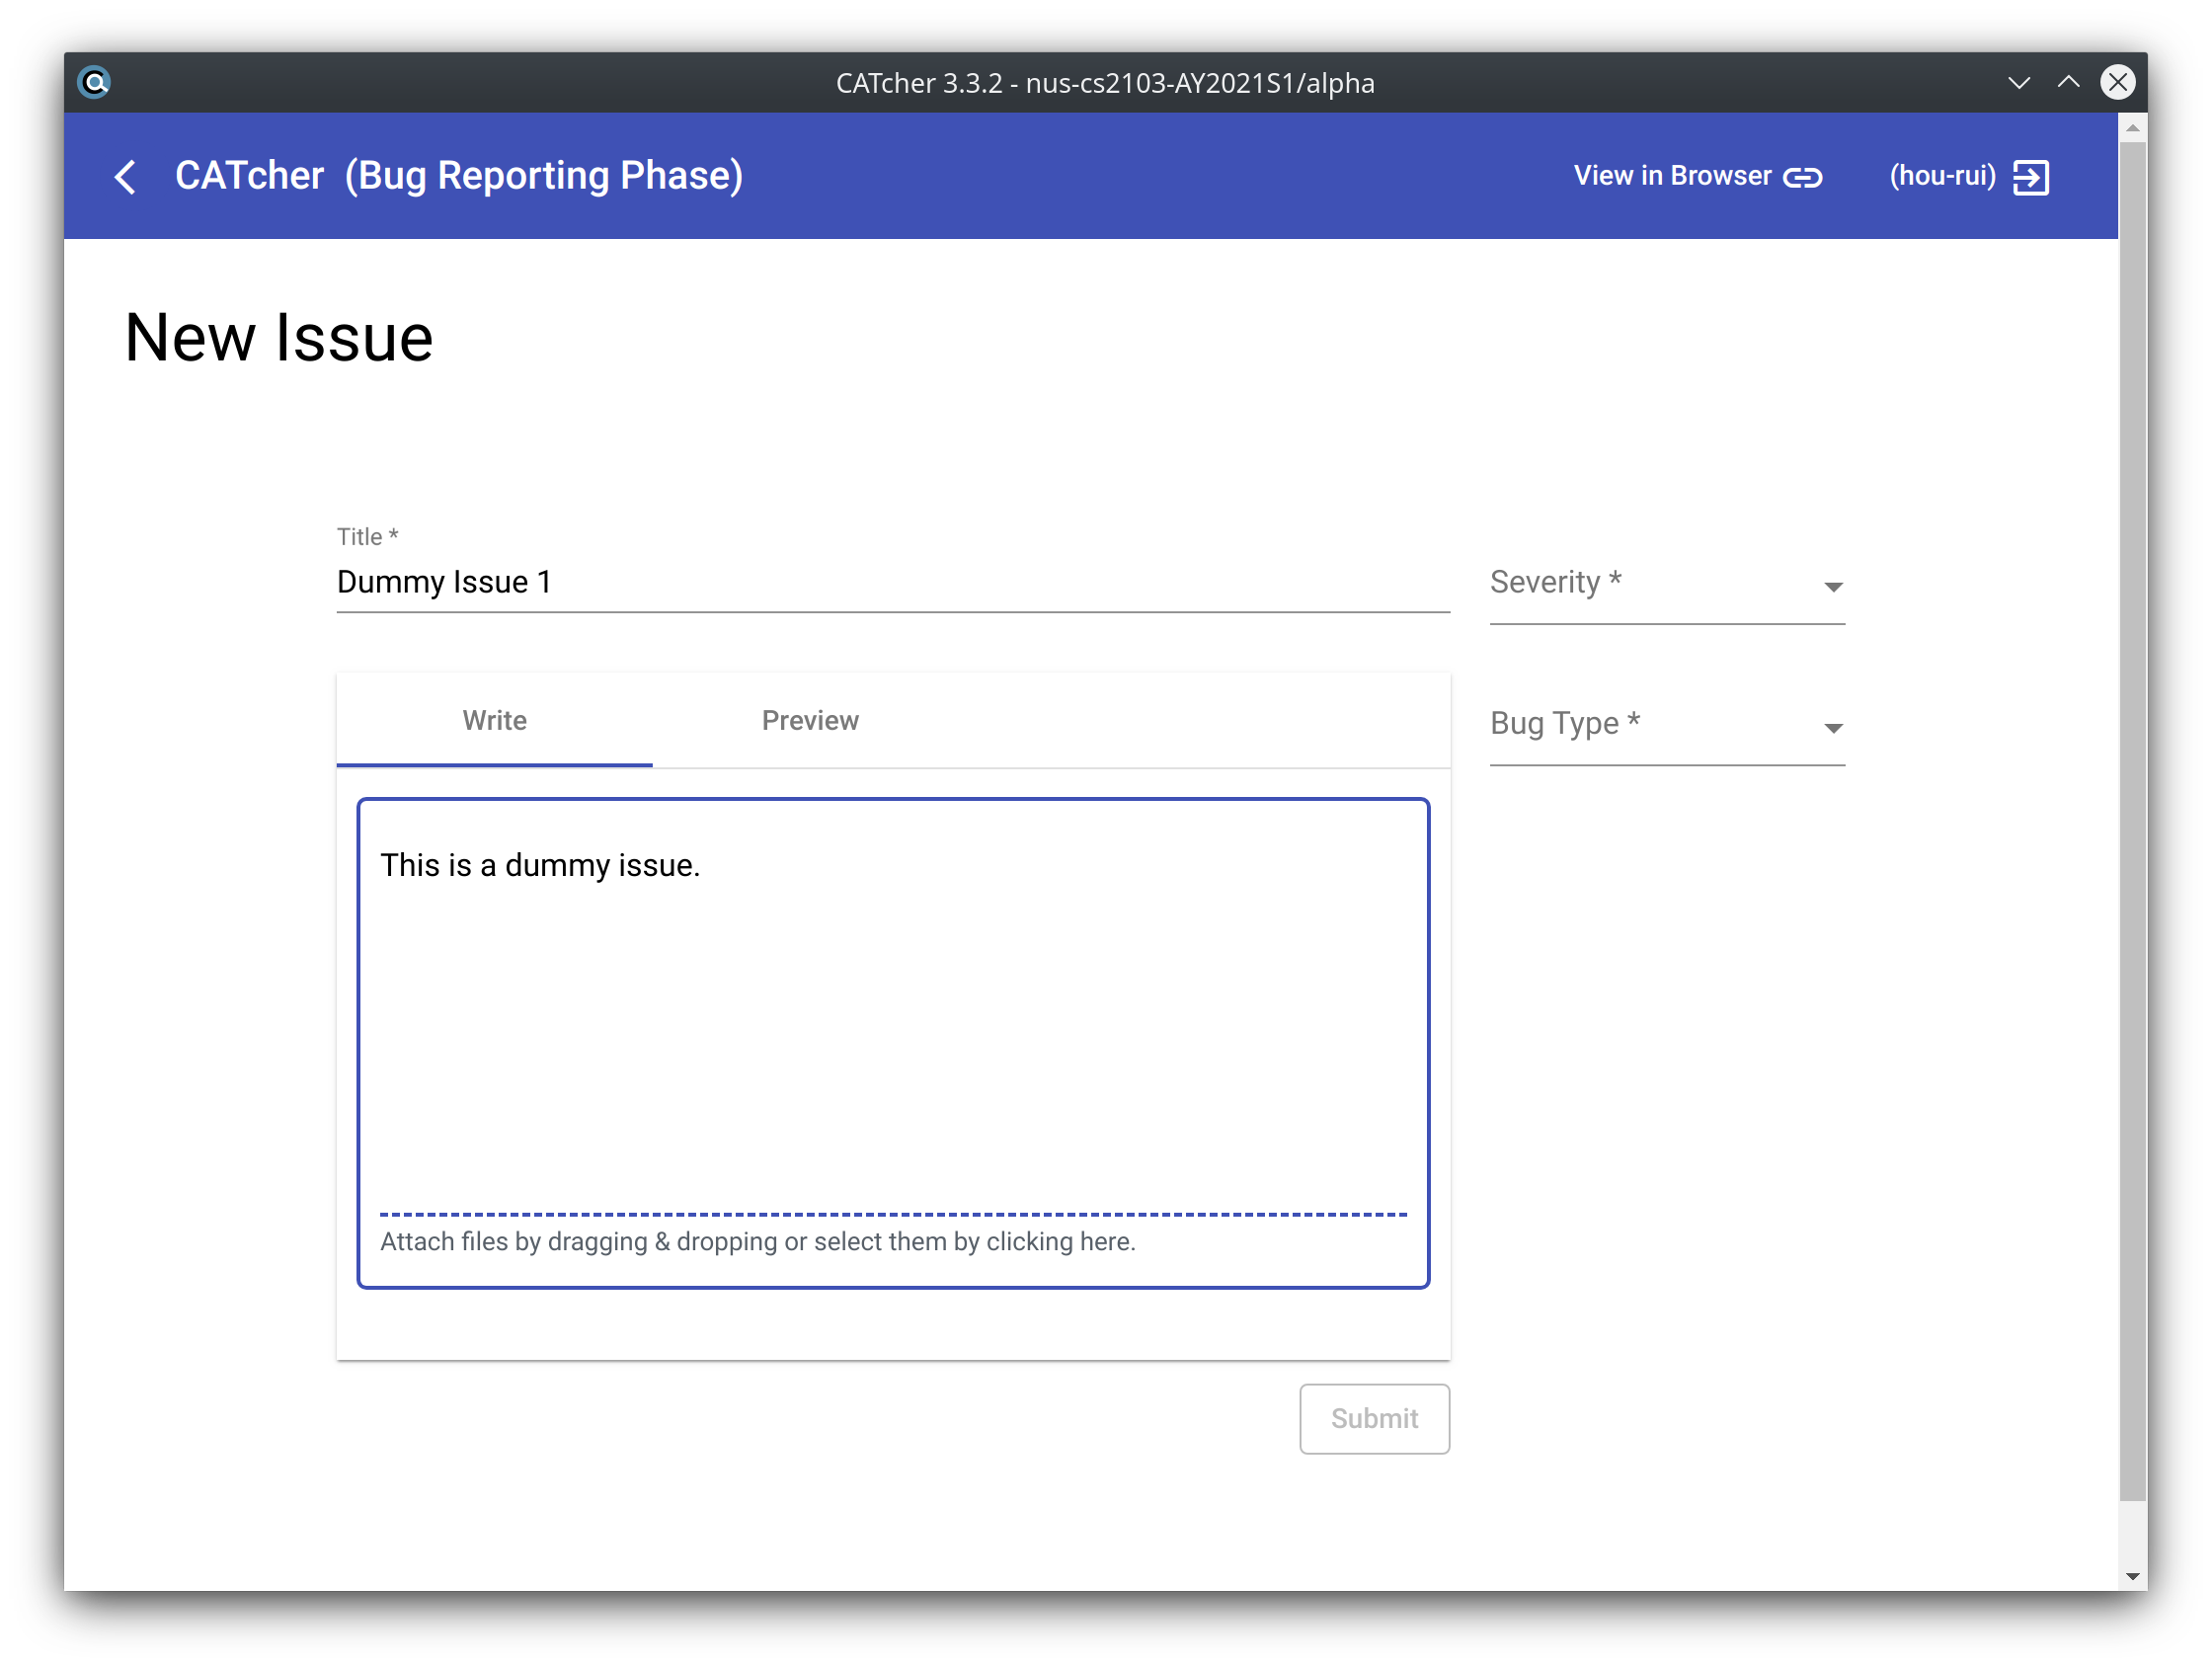 CATcher 3.3.2 - nus-cs2103-AY2021S1/alpha
CATcher (Bug Reporting Phase)
View in Browser
(hou-rui)
New Issue
Title *
Dummy Issue 1
Severity *
Write
Preview
Bug Type *
This is a dummy issue.
Attach files by dragging & dropping or select them by clicking here.
Submit